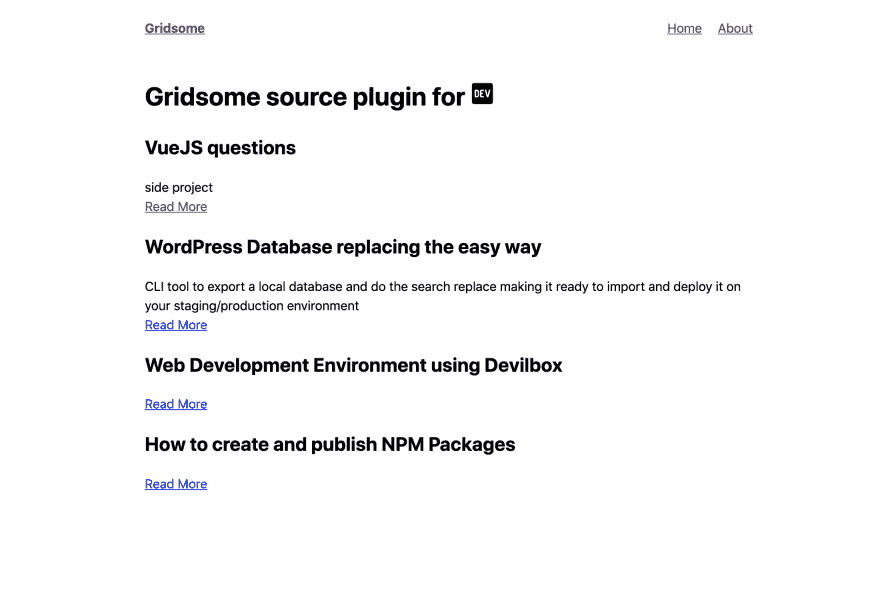 Gridsome
Home About
Gridsome source plugin for DEV
VueJS questions
side project
Read More
WordPress Database replacing the easy way
CLI tool to export a local database and do the search replace making it ready to import and deploy it on
your staging/production environment
Read More
Web Development Environment using Devilbox
Read More
How to create and publish NPM Packages
Read More